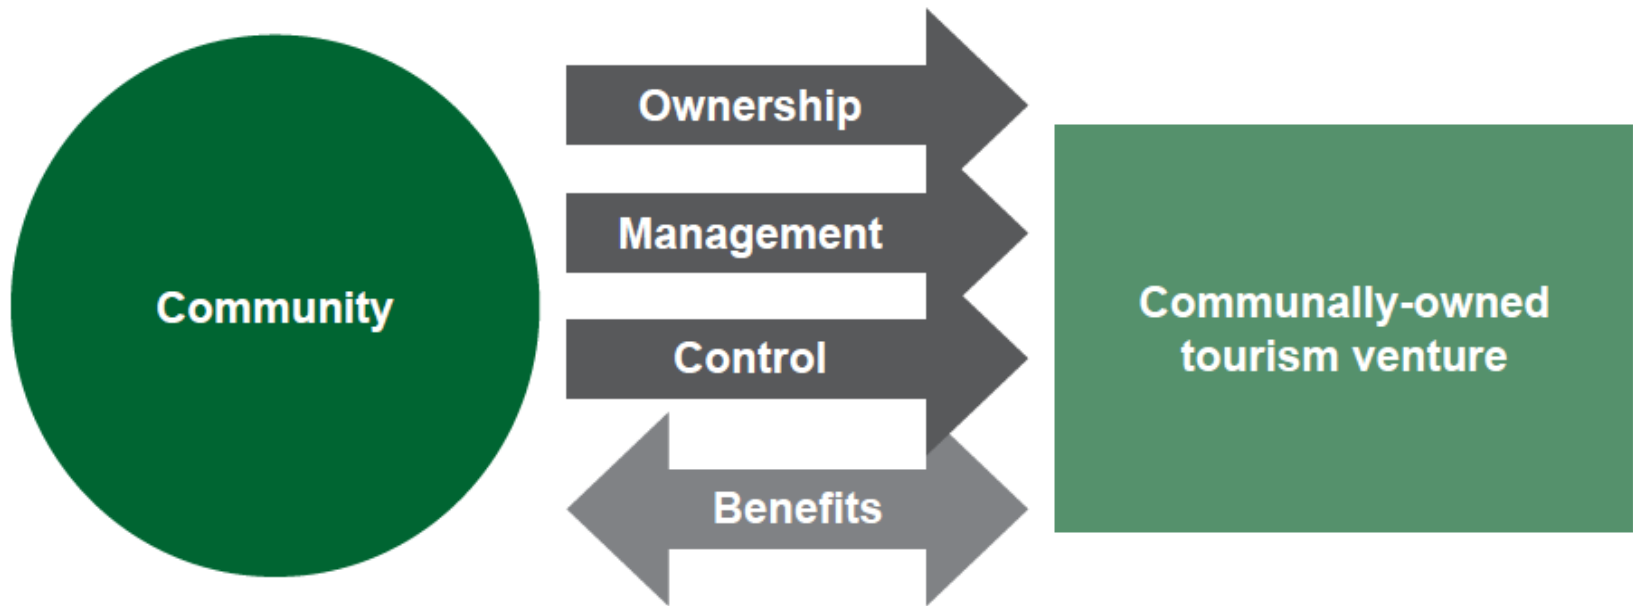 Community
Ownership
Management
Control
Benefits
Communally-owned
tourism venture